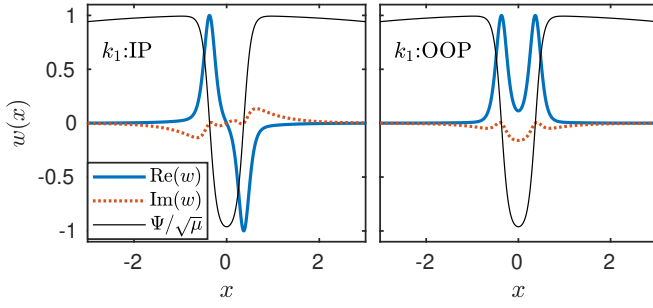 1
0.5
0
-0.5
-1
w(x)
k₁:IP
Re(w)
Im(w)
Ψ/√μ
-2 0 2
x
k₁:OOP
-2 0 2
x